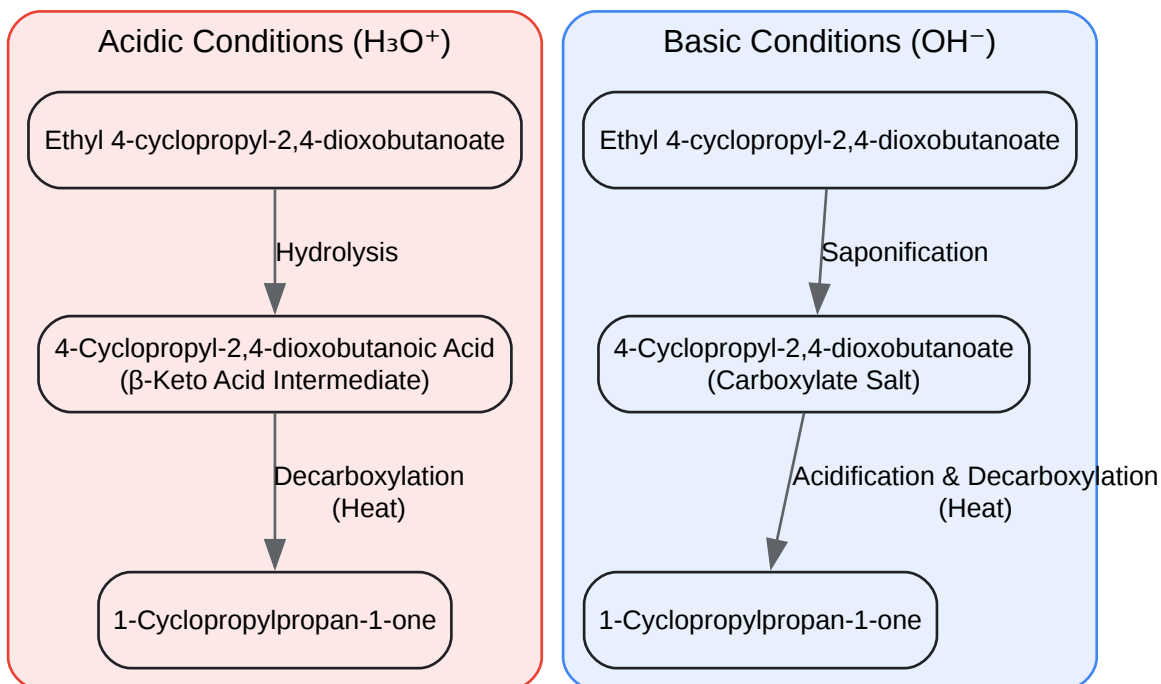 Acidic Conditions (H₃O⁺)
Ethyl 4-cyclopropyl-2,4-dioxobutanoate
Hydrolysis
4-Cyclopropyl-2,4-dioxobutanoic Acid
(β-Keto Acid Intermediate)
Decarboxylation
(Heat)
1-Cyclopropylpropan-1-one
Basic Conditions (OH⁻)
Ethyl 4-cyclopropyl-2,4-dioxobutanoate
Saponification
4-Cyclopropyl-2,4-dioxobutanoate
(Carboxylate Salt)
Acidification & Decarboxylation
(Heat)
1-Cyclopropylpropan-1-one